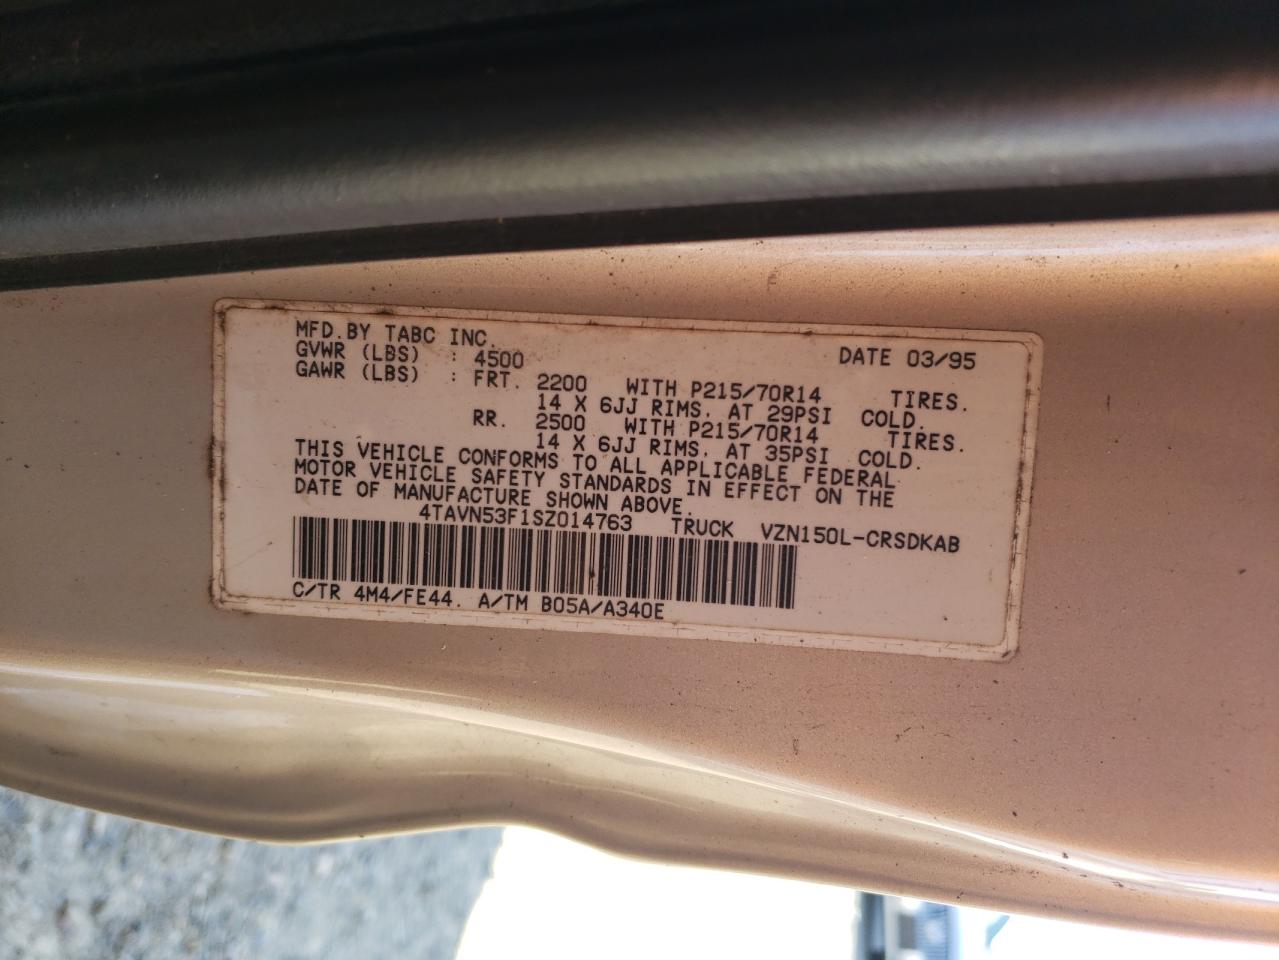 MFD.BY TABC INC. DATE 03/95
GVWR (LBS) : 4500
GAWR (LBS) : FRT. 2200 WITH P215/70R14 TIRES.
14 X 6JJ RIMS. AT 29PSI COLD.
RR. 2500 WITH P215/70R14 TIRES.
14 X 6JJ RIMS. AT 35PSI COLD.
THIS VEHICLE CONFORMS TO ALL APPLICABLE FEDERAL
MOTOR VEHICLE SAFETY STANDARDS IN EFFECT ON THE
DATE OF MANUFACTURE SHOWN ABOVE.
4TAVN53F1SZ014763 TRUCK VZN150L-CRSDKAB
C/TR 4M4/FE44. A/TM B05A/A340E